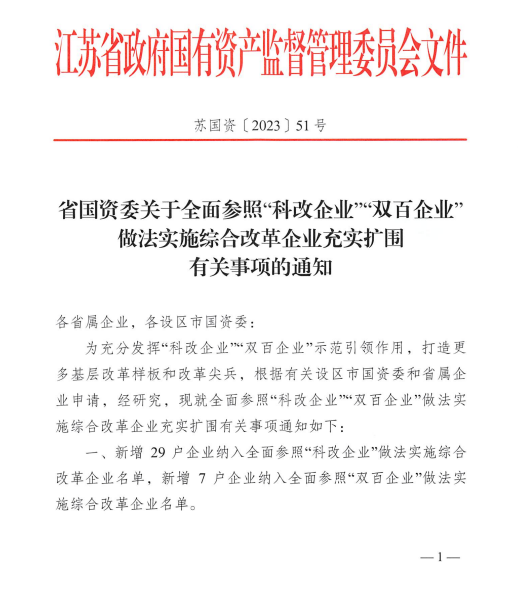 江苏省政府国有资产监督管理委员会文件
苏国资〔2023〕51号
省国资委关于全面参照“科改企业”“双百企业”
做法实施综合改革企业充实扩围
有关事项的通知
各省属企业，各设区市国资委：
为充分发挥“科改企业”“双百企业”示范引领作用，打造更
多基层改革样板和改革尖兵，根据有关设区市国资委和省属企
业申请，经研究，现就全面参照“科改企业”“双百企业”做法实
施综合改革企业充实扩围有关事项通知如下：
一、新增 29 户企业纳入全面参照“科改企业”做法实施综合
改革企业名单，新增 7 户企业纳入全面参照“双百企业”做法实
施综合改革企业名单。
— 1 —